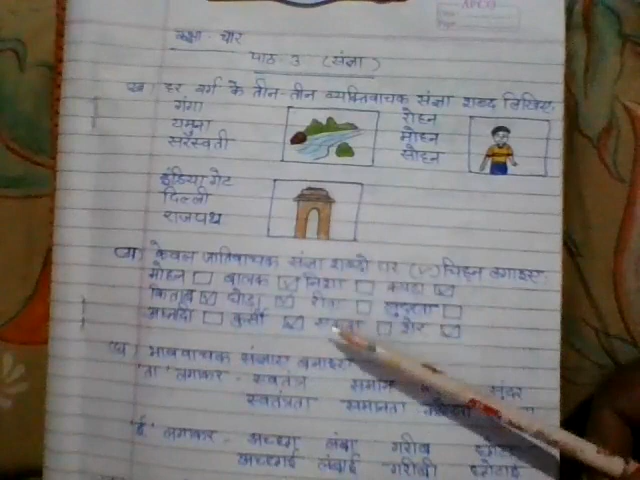 कक्षा - चार
पाठ - 3 (संज्ञा)
ख) हर वर्ग के तीन-तीन व्यक्तिवाचक संज्ञा शब्द लिखिए
गंगा
यमुना
सरस्वती
रोहन
मोहन
सोहन
इंडिया गेट
दिल्ली
राजपथ
केवल जातिवाचक संज्ञा शब्दों पर (✓) चिह्न लगाइए
मोहन ☐ बालक ☑ निशा ☐ कपड़ा ☑
किताब ☑ घोड़ा ☑ ☐ सुंदरता ☐
☐ कुर्सी ☑ ☐ शेर ☑
घ) भाववाचक संज्ञाएँ बनाइए
'ता' लगाकर - स्वतंत्र समान सुंदर
स्वतंत्रता समानता
'ई' लगाकर - अच्छा लंबा गरीब
अच्छाई लंबाई गरीबी